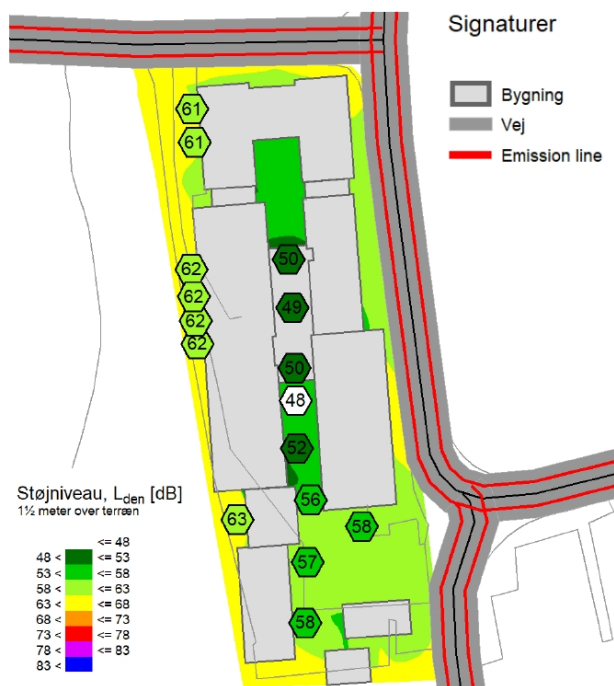 Signaturer
Bygning
Vej
Emission line
61
61
50
62
62
49
62
62
50
48
52
56
63
58
57
58
Støjniveau, Lden [dB]
1½ meter over terræn
<= 48
48 < <= 53
53 < <= 58
58 < <= 63
63 < <= 68
68 < <= 73
73 < <= 78
78 < <= 83
83 <